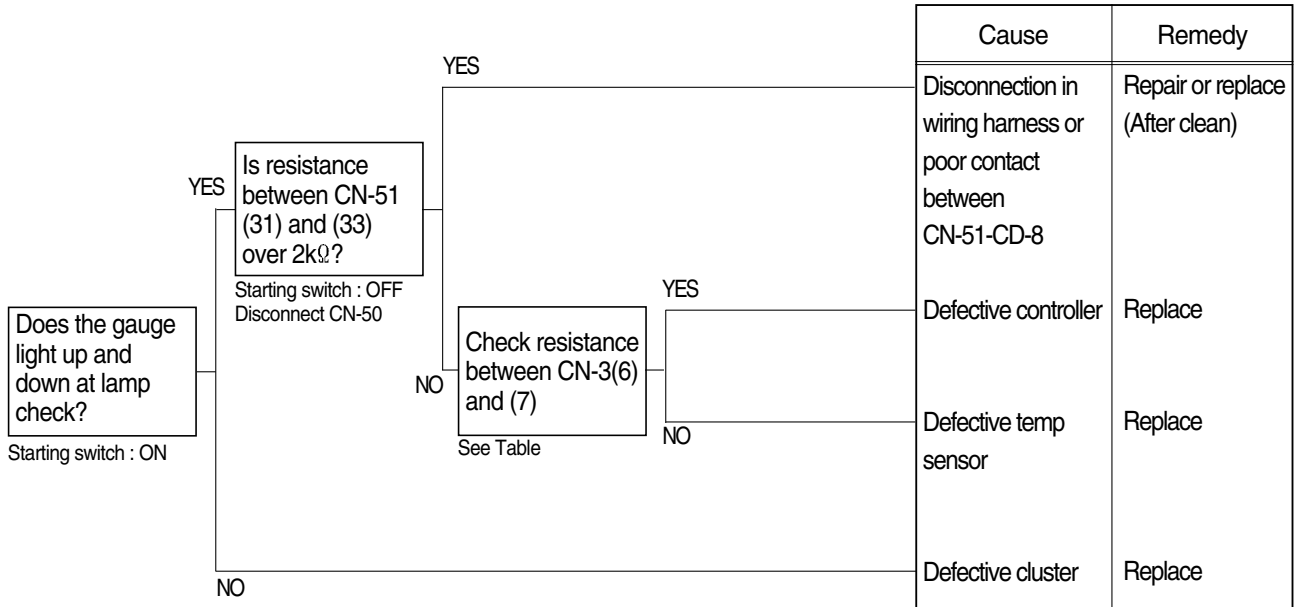 Does the gauge
light up and
down at lamp
check?
Starting switch : ON
YES
NO
Is resistance
between CN-51
(31) and (33)
over 2kΩ?
Starting switch : OFF
Disconnect CN-50
YES
NO
Check resistance
between CN-3(6)
and (7)
See Table
YES
NO
Cause
Remedy
Disconnection in
wiring harness or
poor contact
between
CN-51-CD-8
Repair or replace
(After clean)
Defective controller
Replace
Defective temp
sensor
Replace
Defective cluster
Replace